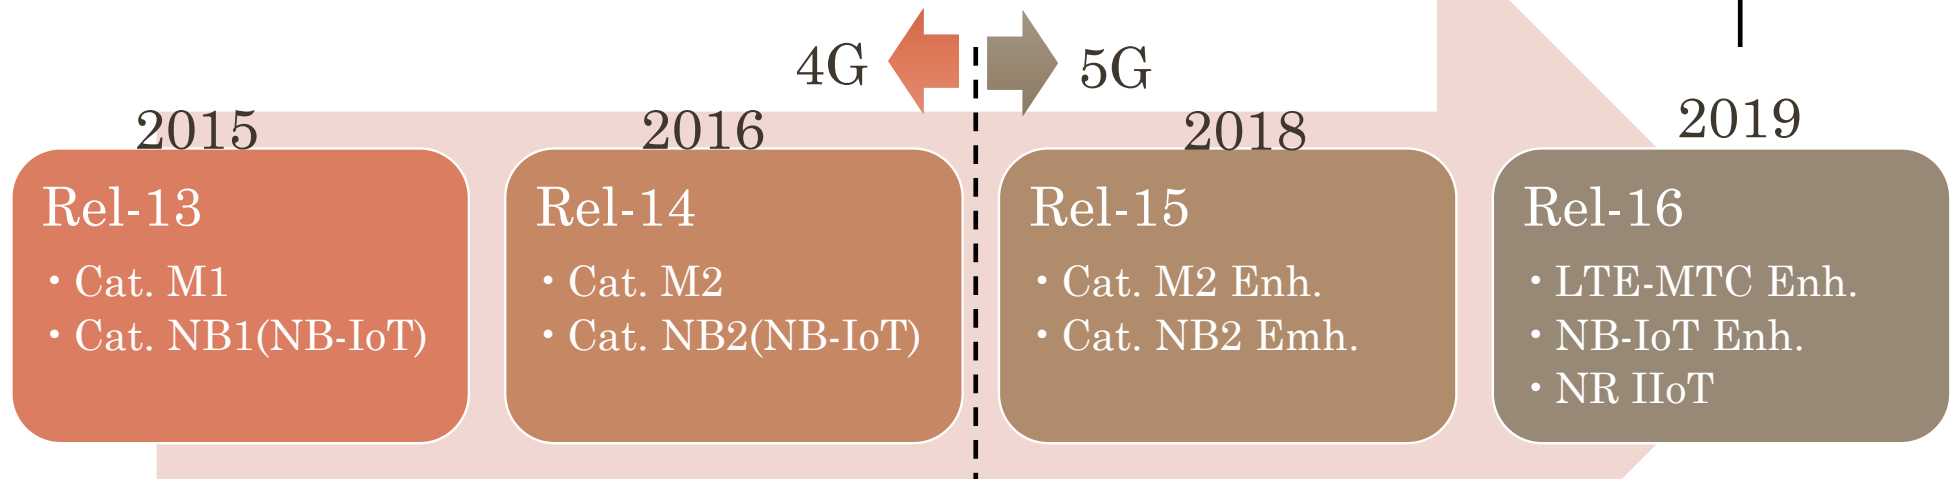 4G
5G
2015
2016
2018
2019
Rel-13
・Cat. M1
・Cat. NB1(NB-IoT)
Rel-14
・Cat. M2
・Cat. NB2(NB-IoT)
Rel-15
・Cat. M2 Enh.
・Cat. NB2 Emh.
Rel-16
・LTE-MTC Enh.
・NB-IoT Enh.
・NR IIoT